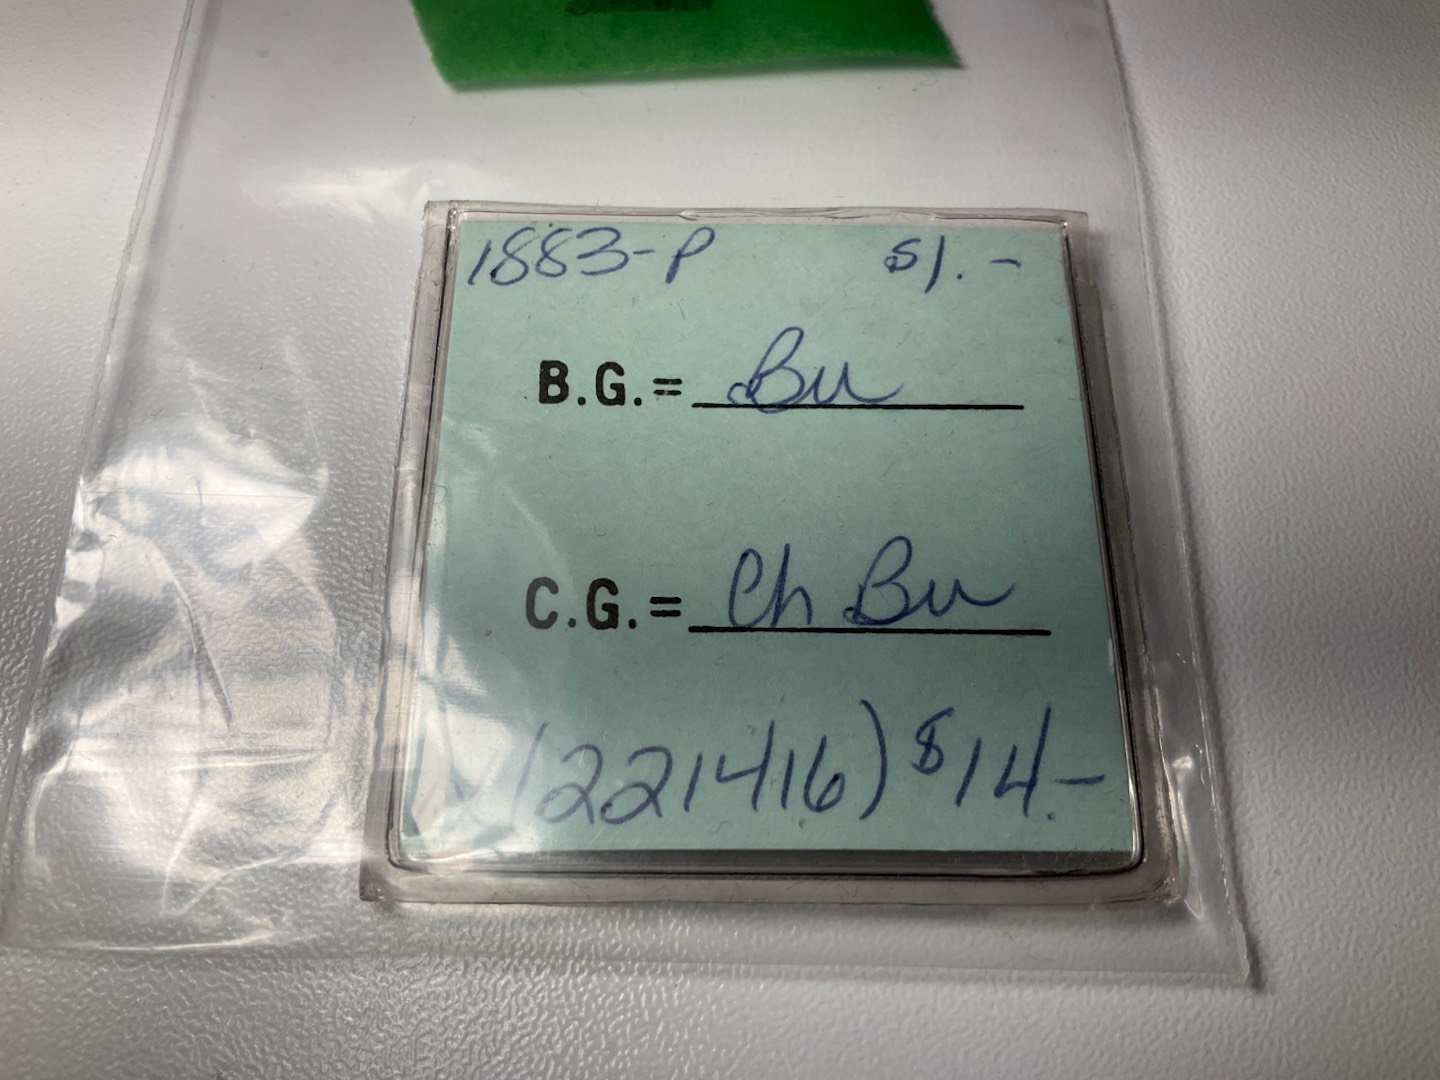 1883-P $1.-
B.G.= Bu
C.G.= Ch Bu
(221416) $14.-